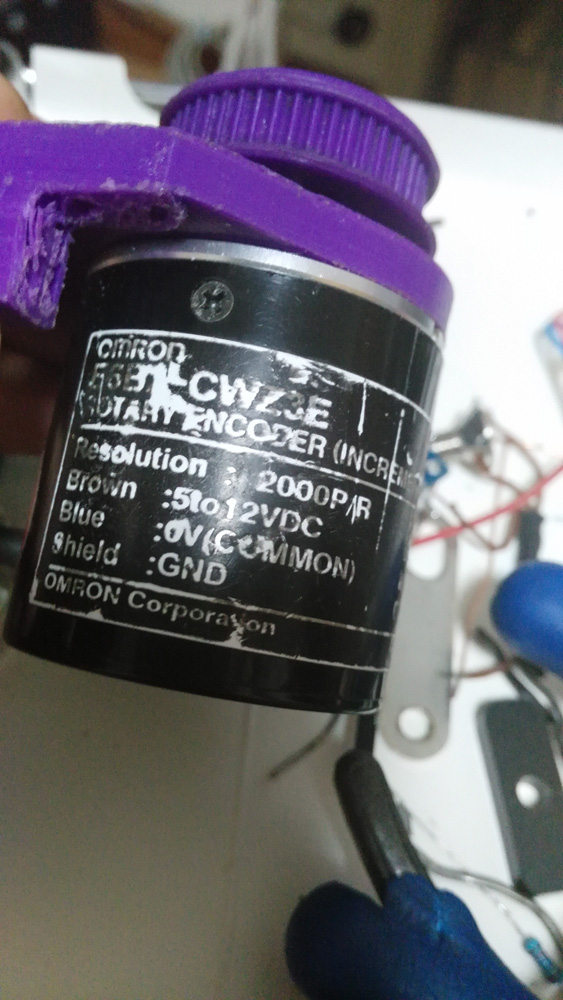 OMRON
CWZ3E
ROTARY ENCODER (INCREM
Resolution : 2000P/R
Brown :5to12VDC
Blue :0V(COMMON)
Shield :GND
OMRON Corporation